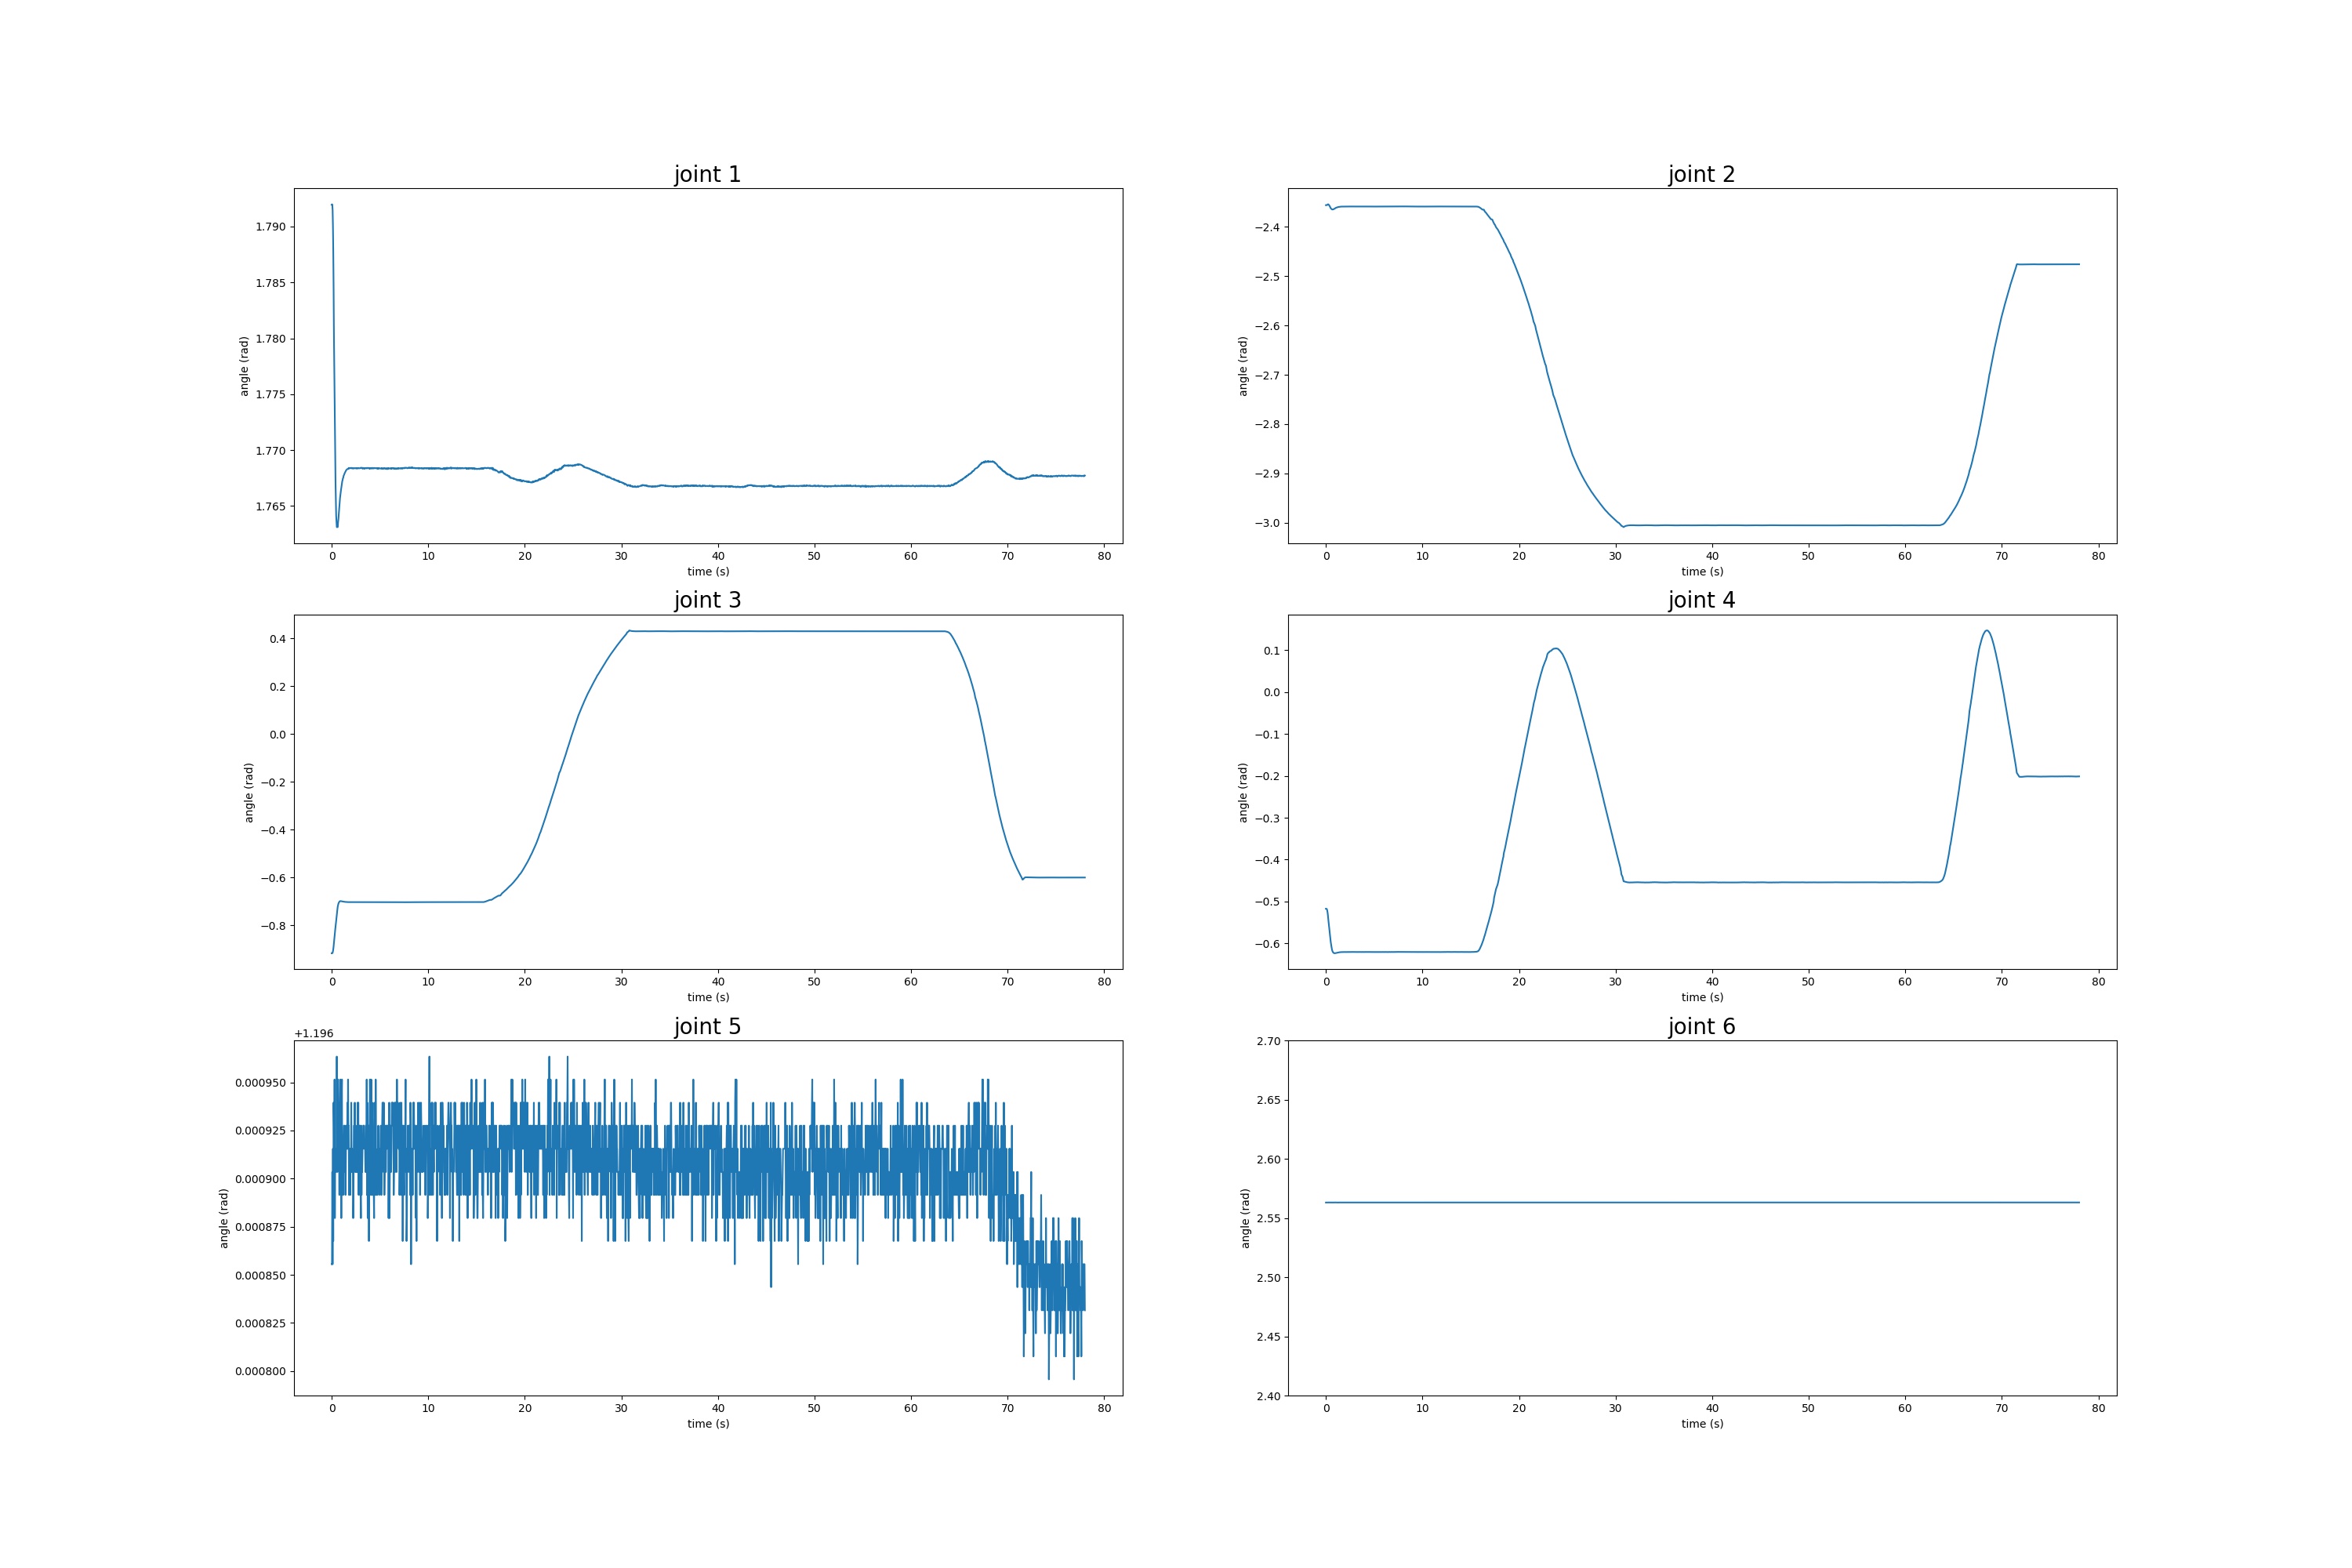 joint 1
angle (rad)
1.790
1.785
1.780
1.775
1.770
1.765
0 10 20 30 40 50 60 70 80
time (s)
joint 2
angle (rad)
−2.4
−2.5
−2.6
−2.7
−2.8
−2.9
−3.0
0 10 20 30 40 50 60 70 80
time (s)
joint 3
angle (rad)
0.4
0.2
0.0
−0.2
−0.4
−0.6
−0.8
0 10 20 30 40 50 60 70 80
time (s)
joint 4
angle (rad)
0.1
0.0
−0.1
−0.2
−0.3
−0.4
−0.5
−0.6
0 10 20 30 40 50 60 70 80
time (s)
joint 5
+1.196
angle (rad)
0.000950
0.000925
0.000900
0.000875
0.000850
0.000825
0.000800
0 10 20 30 40 50 60 70 80
time (s)
joint 6
angle (rad)
2.70
2.65
2.60
2.55
2.50
2.45
2.40
0 10 20 30 40 50 60 70 80
time (s)